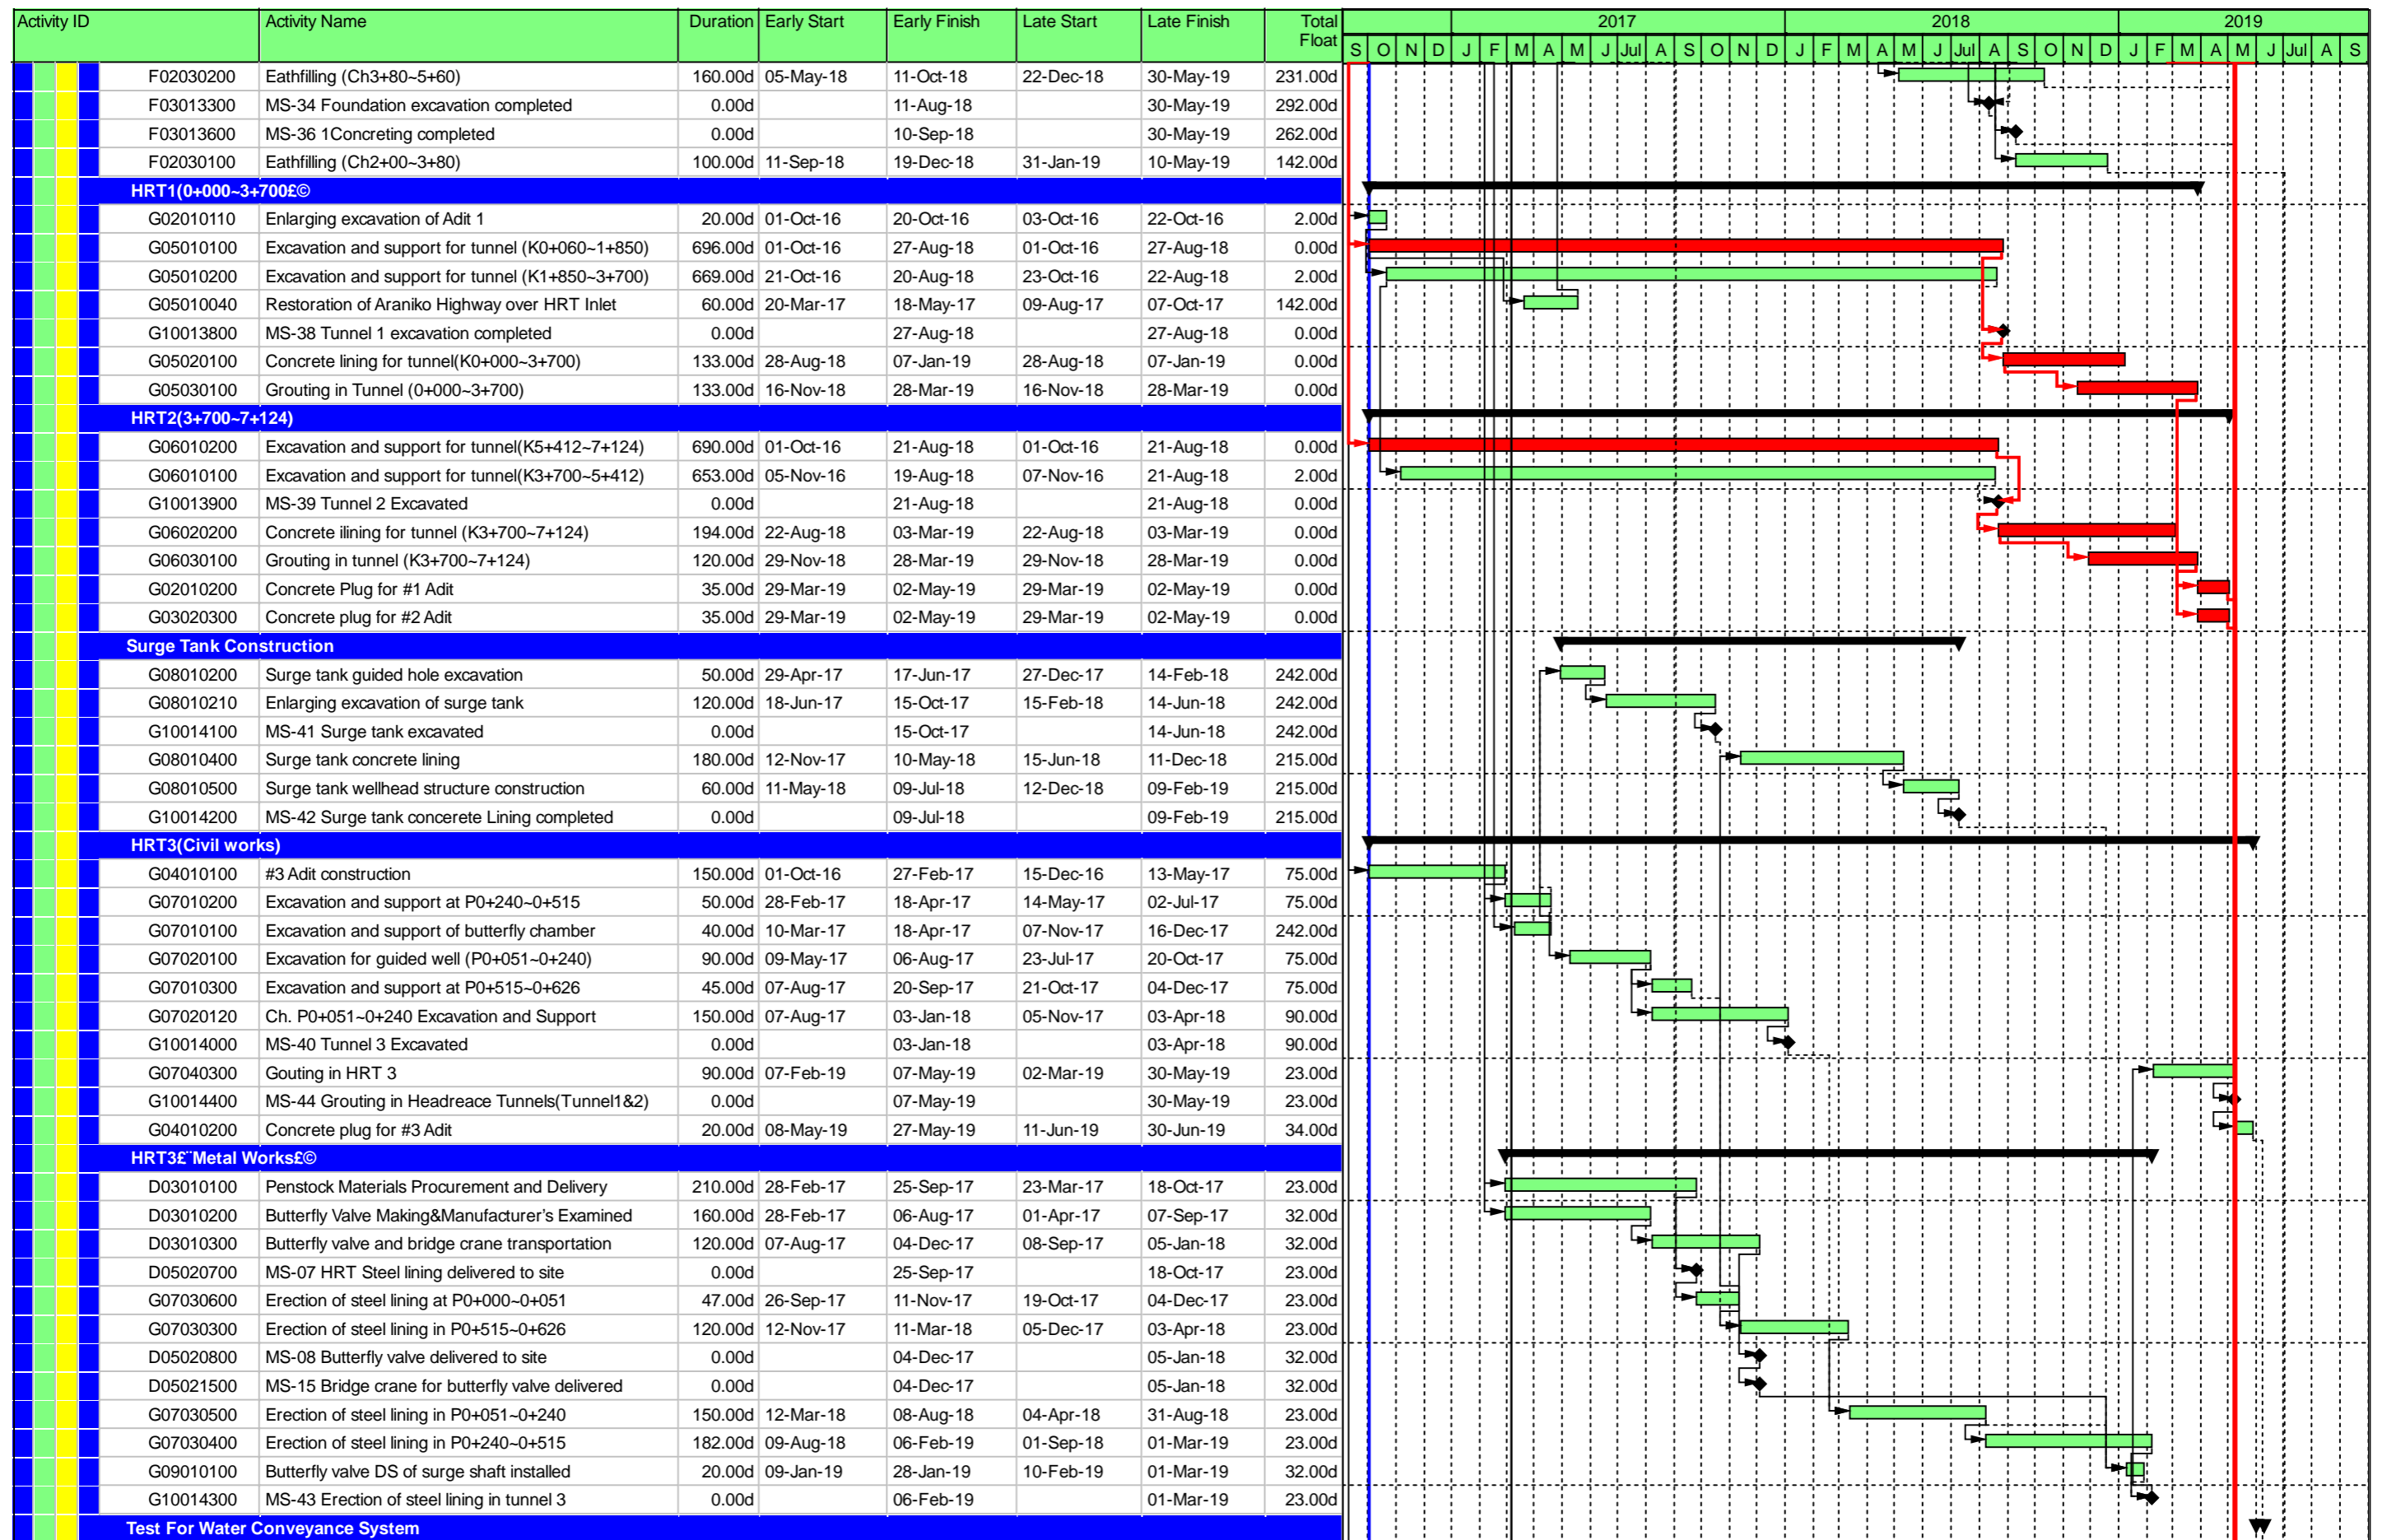 Activity ID Activity Name Duration Early Start Early Finish Late Start Late Finish Total Float 2017 2018 2019
S O N D J F M A M J Jul A S O N D J F M A M J Jul A S O N D J F M A M J Jul A S
F02030200 Eathfilling (Ch3+80~5+60) 160.00d 05-May-18 11-Oct-18 22-Dec-18 30-May-19 231.00d
F03013300 MS-34 Foundation excavation completed 0.00d 11-Aug-18 30-May-19 292.00d
F03013600 MS-36 1Concreting completed 0.00d 10-Sep-18 30-May-19 262.00d
F02030100 Eathfilling (Ch2+00~3+80) 100.00d 11-Sep-18 19-Dec-18 31-Jan-19 10-May-19 142.00d
HRT1(0+000~3+700£©
G02010110 Enlarging excavation of Adit 1 20.00d 01-Oct-16 20-Oct-16 03-Oct-16 22-Oct-16 2.00d
G05010100 Excavation and support for tunnel (K0+060~1+850) 696.00d 01-Oct-16 27-Aug-18 01-Oct-16 27-Aug-18 0.00d
G05010200 Excavation and support for tunnel (K1+850~3+700) 669.00d 21-Oct-16 20-Aug-18 23-Oct-16 22-Aug-18 2.00d
G05010040 Restoration of Araniko Highway over HRT Inlet 60.00d 20-Mar-17 18-May-17 09-Aug-17 07-Oct-17 142.00d
G10013800 MS-38 Tunnel 1 excavation completed 0.00d 27-Aug-18 27-Aug-18 0.00d
G05020100 Concrete lining for tunnel(K0+000~3+700) 133.00d 28-Aug-18 07-Jan-19 28-Aug-18 07-Jan-19 0.00d
G05030100 Grouting in Tunnel (0+000~3+700) 133.00d 16-Nov-18 28-Mar-19 16-Nov-18 28-Mar-19 0.00d
HRT2(3+700~7+124)
G06010200 Excavation and support for tunnel(K5+412~7+124) 690.00d 01-Oct-16 21-Aug-18 01-Oct-16 21-Aug-18 0.00d
G06010100 Excavation and support for tunnel(K3+700~5+412) 653.00d 05-Nov-16 19-Aug-18 07-Nov-16 21-Aug-18 2.00d
G10013900 MS-39 Tunnel 2 Excavated 0.00d 21-Aug-18 21-Aug-18 0.00d
G06020200 Concrete ilining for tunnel (K3+700~7+124) 194.00d 22-Aug-18 03-Mar-19 22-Aug-18 03-Mar-19 0.00d
G06030100 Grouting in tunnel (K3+700~7+124) 120.00d 29-Nov-18 28-Mar-19 29-Nov-18 28-Mar-19 0.00d
G02010200 Concrete Plug for #1 Adit 35.00d 29-Mar-19 02-May-19 29-Mar-19 02-May-19 0.00d
G03020300 Concrete plug for #2 Adit 35.00d 29-Mar-19 02-May-19 29-Mar-19 02-May-19 0.00d
Surge Tank Construction
G08010200 Surge tank guided hole excavation 50.00d 29-Apr-17 17-Jun-17 27-Dec-17 14-Feb-18 242.00d
G08010210 Enlarging excavation of surge tank 120.00d 18-Jun-17 15-Oct-17 15-Feb-18 14-Jun-18 242.00d
G10014100 MS-41 Surge tank excavated 0.00d 15-Oct-17 14-Jun-18 242.00d
G08010400 Surge tank concrete lining 180.00d 12-Nov-17 10-May-18 15-Jun-18 11-Dec-18 215.00d
G08010500 Surge tank wellhead structure construction 60.00d 11-May-18 09-Jul-18 12-Dec-18 09-Feb-19 215.00d
G10014200 MS-42 Surge tank concerete Lining completed 0.00d 09-Jul-18 09-Feb-19 215.00d
HRT3(Civil works)
G04010100 #3 Adit construction 150.00d 01-Oct-16 27-Feb-17 15-Dec-16 13-May-17 75.00d
G07010200 Excavation and support at P0+240~0+515 50.00d 28-Feb-17 18-Apr-17 14-May-17 02-Jul-17 75.00d
G07010100 Excavation and support of butterfly chamber 40.00d 10-Mar-17 18-Apr-17 07-Nov-17 16-Dec-17 242.00d
G07020100 Excavation for guided well (P0+051~0+240) 90.00d 09-May-17 06-Aug-17 23-Jul-17 20-Oct-17 75.00d
G07010300 Excavation and support at P0+515~0+626 45.00d 07-Aug-17 20-Sep-17 21-Oct-17 04-Dec-17 75.00d
G07020120 Ch. P0+051~0+240 Excavation and Support 150.00d 07-Aug-17 03-Jan-18 05-Nov-17 03-Apr-18 90.00d
G10014000 MS-40 Tunnel 3 Excavated 0.00d 03-Jan-18 03-Apr-18 90.00d
G07040300 Gouting in HRT 3 90.00d 07-Feb-19 07-May-19 02-Mar-19 30-May-19 23.00d
G10014400 MS-44 Grouting in Headreace Tunnels(Tunnel1&2) 0.00d 07-May-19 30-May-19 23.00d
G04010200 Concrete plug for #3 Adit 20.00d 08-May-19 27-May-19 11-Jun-19 30-Jun-19 34.00d
HRT3£¨Metal Works£©
D03010100 Penstock Materials Procurement and Delivery 210.00d 28-Feb-17 25-Sep-17 23-Mar-17 18-Oct-17 23.00d
D03010200 Butterfly Valve Making&Manufacturer's Examined 160.00d 28-Feb-17 06-Aug-17 01-Apr-17 07-Sep-17 32.00d
D03010300 Butterfly valve and bridge crane transportation 120.00d 07-Aug-17 04-Dec-17 08-Sep-17 05-Jan-18 32.00d
D05020700 MS-07 HRT Steel lining delivered to site 0.00d 25-Sep-17 18-Oct-17 23.00d
G07030600 Erection of steel lining at P0+000~0+051 47.00d 26-Sep-17 11-Nov-17 19-Oct-17 04-Dec-17 23.00d
G07030300 Erection of steel lining in P0+515~0+626 120.00d 12-Nov-17 11-Mar-18 05-Dec-17 03-Apr-18 23.00d
D05020800 MS-08 Butterfly valve delivered to site 0.00d 04-Dec-17 05-Jan-18 32.00d
D05021500 MS-15 Bridge crane for butterfly valve delivered 0.00d 04-Dec-17 05-Jan-18 32.00d
G07030500 Erection of steel lining in P0+051~0+240 150.00d 12-Mar-18 08-Aug-18 04-Apr-18 31-Aug-18 23.00d
G07030400 Erection of steel lining in P0+240~0+515 182.00d 09-Aug-18 06-Feb-19 01-Sep-18 01-Mar-19 23.00d
G09010100 Butterfly valve DS of surge shaft installed 20.00d 09-Jan-19 28-Jan-19 10-Feb-19 01-Mar-19 32.00d
G10014300 MS-43 Erection of steel lining in tunnel 3 0.00d 06-Feb-19 01-Mar-19 23.00d
Test For Water Conveyance System